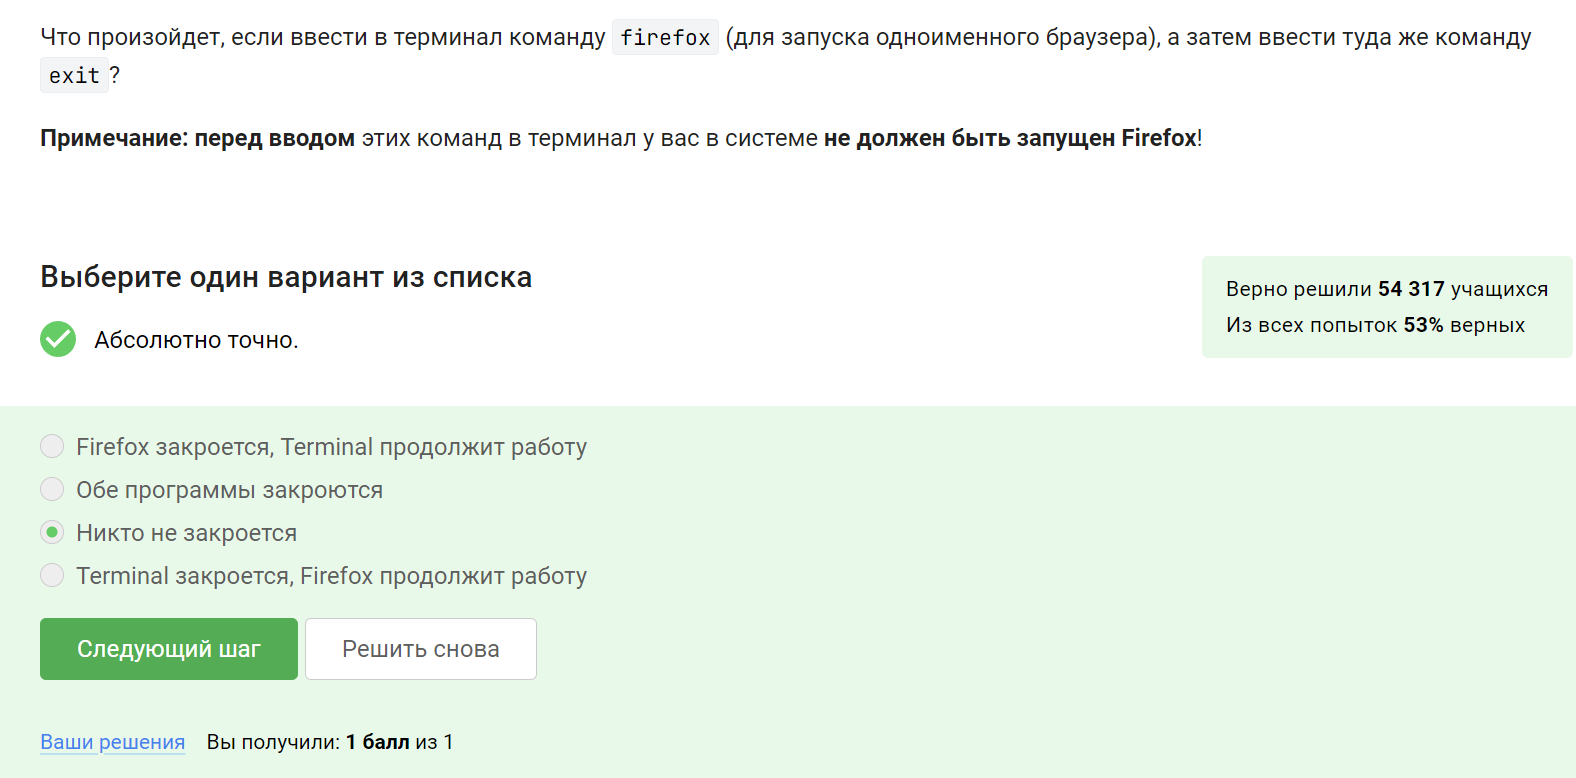 Что произойдет, если ввести в терминал команду firefox (для запуска одноименного браузера), а затем ввести туда же команду
exit?
Примечание: перед вводом этих команд в терминал у вас в системе не должен быть запущен Firefox!
Выберите один вариант из списка
Верно решили 54 317 учащихся
Из всех попыток 53% верных
Абсолютно точно.
Firefox закроется, Terminal продолжит работу
Обе программы закроются
Никто не закроется
Terminal закроется, Firefox продолжит работу
Следующий шаг
Решить снова
Ваши решения Вы получили: 1 балл из 1